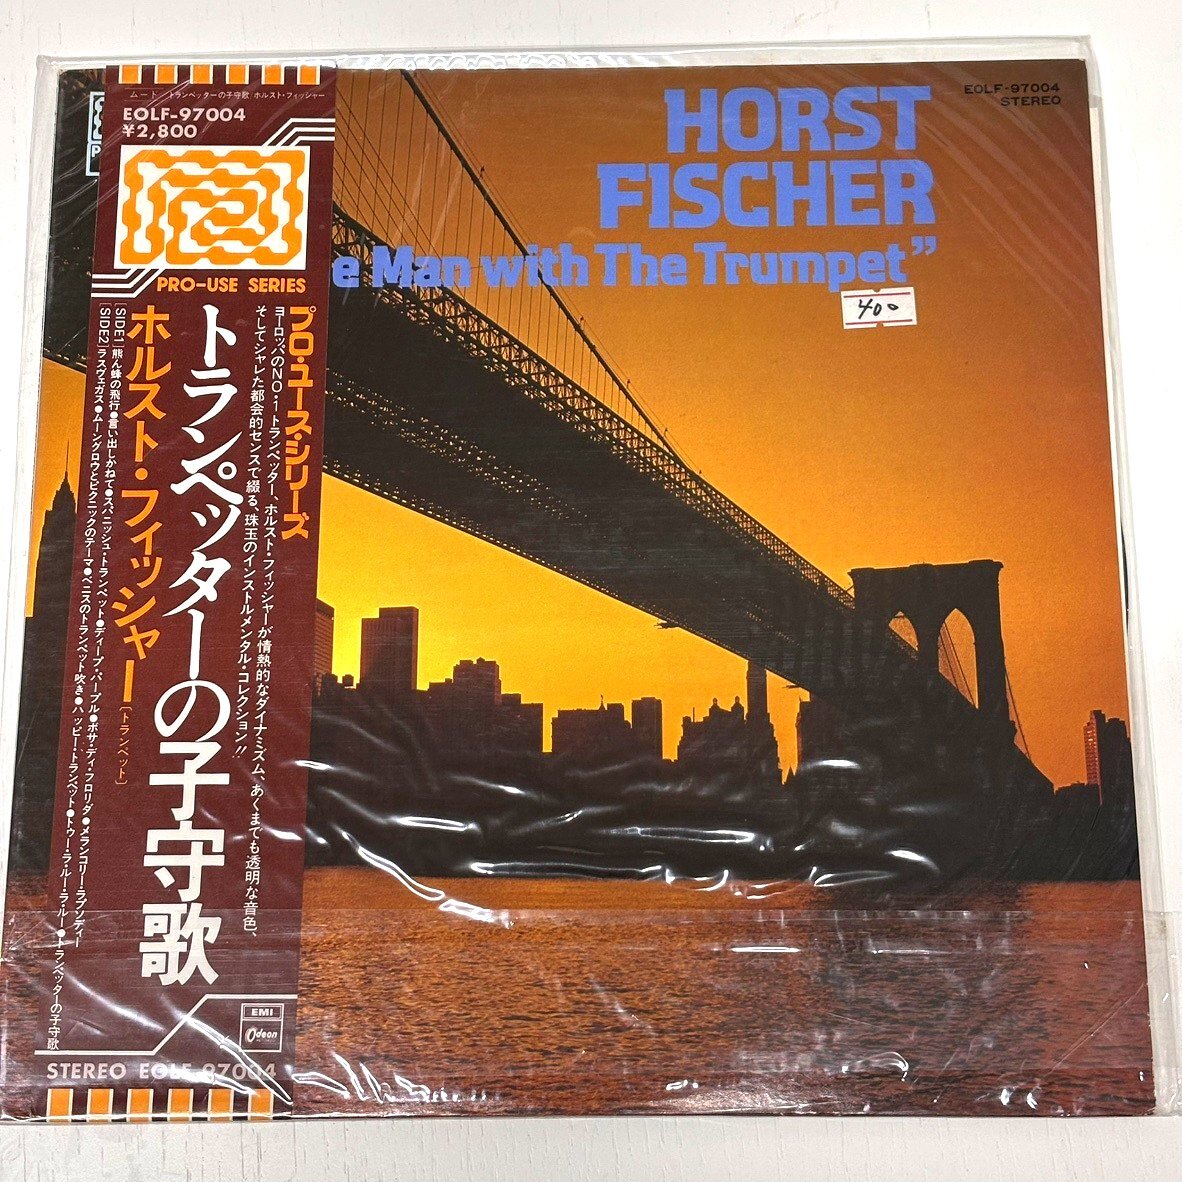 ムード/トランペッターの子守歌/ホルスト・フィッシャー
EOLF-97004
¥2,800
PRO-USE SERIES
プロ・ユース・シリーズ
ヨーロッパのNO・1トランペッター、ホルスト・フィッシャーが情熱的なダイナミズム、あくまでも透明な音色、
そしてシャレた都会的センスで綴る、珠玉のインストルメンタル・コレクション!!
トランペッターの子守歌
ホルスト・フィッシャー〔トランペット〕
[SIDE1]熊ん蜂の飛行●言い出しかねて●スパニッシュ・トランペット●ディープ・パープル●ボサ・ディ・フロリダ●メランコリー・ラプソディー
[SIDE2]ラスヴェガス●ムーングロウとピクニックのテーマ●ベニスのトランペット吹き●ハッピー・トランペット●トゥー・ラ・ルー・ラ・ルー●トランペッターの子守歌
EMI
Odeon
STEREO EOLF-97004
HORST
FISCHER
e Man with The Trumpet”
EOLF-97004
STEREO
400